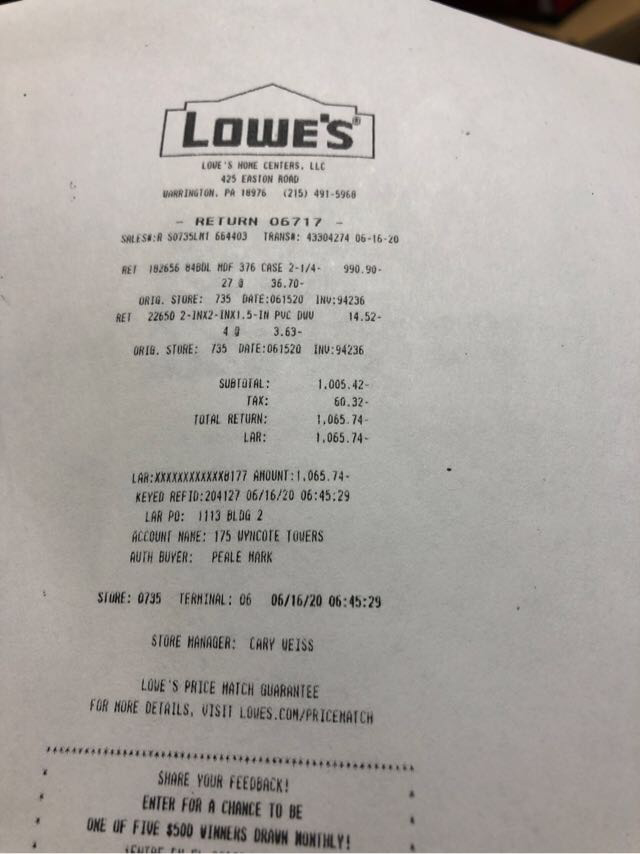 LOWE'S®
LOWE'S HOME CENTERS, LLC
425 EASTON ROAD
WARRINGTON, PA 18976 (215) 491-5968
- RETURN 06717 -
SALES#:R S0735LM1 664403 TRANS#: 43304274 06-16-20
RET 182656 84BDL MDF 376 CASE 2-1/4- 990.90-
27 @ 36.70-
ORIG. STORE: 735 DATE:061520 INV:94236
RET 22650 2-INX2-INX1.5-IN PVC DWV 14.52-
4 @ 3.63-
ORIG. STORE: 735 DATE:061520 INV:94236
SUBTOTAL: 1,005.42-
TAX: 60.32-
TOTAL RETURN: 1,065.74-
LAR: 1,065.74-
LAR:XXXXXXXXXXXX8177 AMOUNT:1,065.74-
KEYED REFID:204127 06/16/20 06:45:29
LAR PO: 1113 BLDG 2
ACCOUNT NAME: 175 WYNCOTE TOWERS
AUTH BUYER: PEALE MARK
STORE: 0735 TERMINAL: 06 06/16/20 06:45:29
STORE MANAGER: CARY WEISS
LOWE'S PRICE MATCH GUARANTEE
FOR MORE DETAILS, VISIT LOWES.COM/PRICEMATCH
SHARE YOUR FEEDBACK!
ENTER FOR A CHANCE TO BE
ONE OF FIVE $500 WINNERS DRAWN MONTHLY!